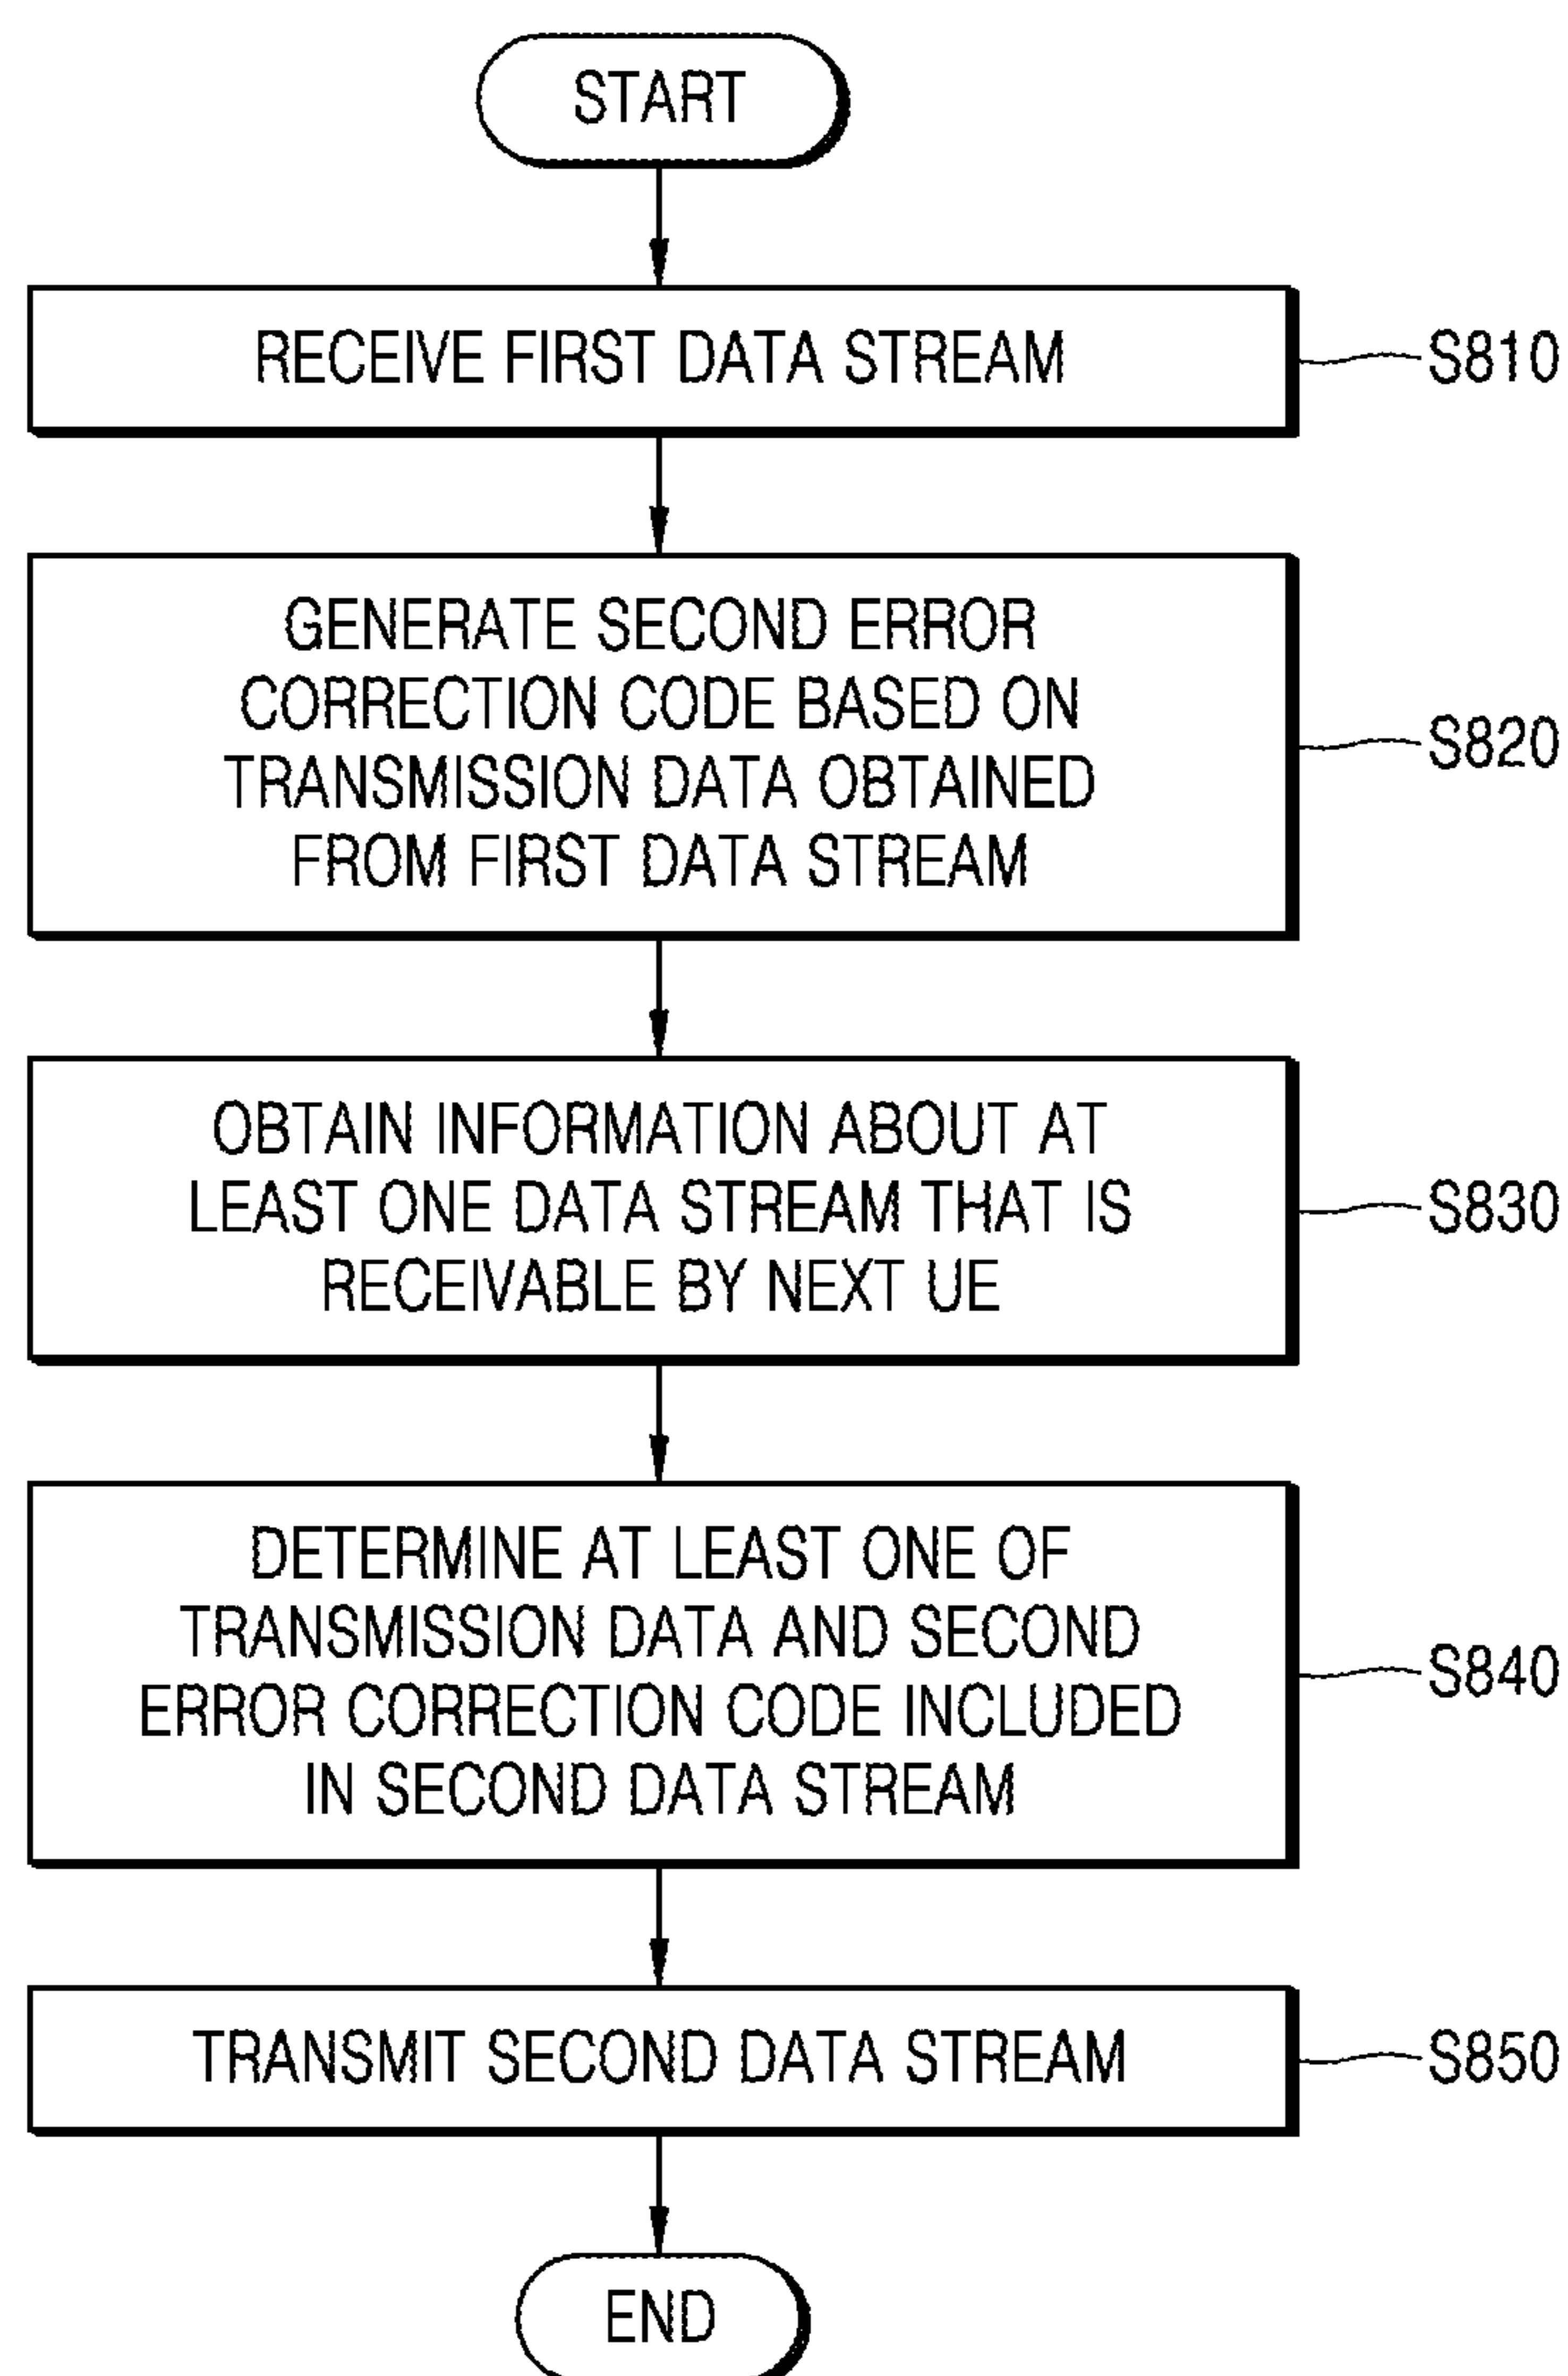 START
RECEIVE FIRST DATA STREAM
S810
GENERATE SECOND ERROR
CORRECTION CODE BASED ON
TRANSMISSION DATA OBTAINED
FROM FIRST DATA STREAM
S820
OBTAIN INFORMATION ABOUT AT
LEAST ONE DATA STREAM THAT IS
RECEIVABLE BY NEXT UE
S830
DETERMINE AT LEAST ONE OF
TRANSMISSION DATA AND SECOND
ERROR CORRECTION CODE INCLUDED
IN SECOND DATA STREAM
S840
TRANSMIT SECOND DATA STREAM
S850
END